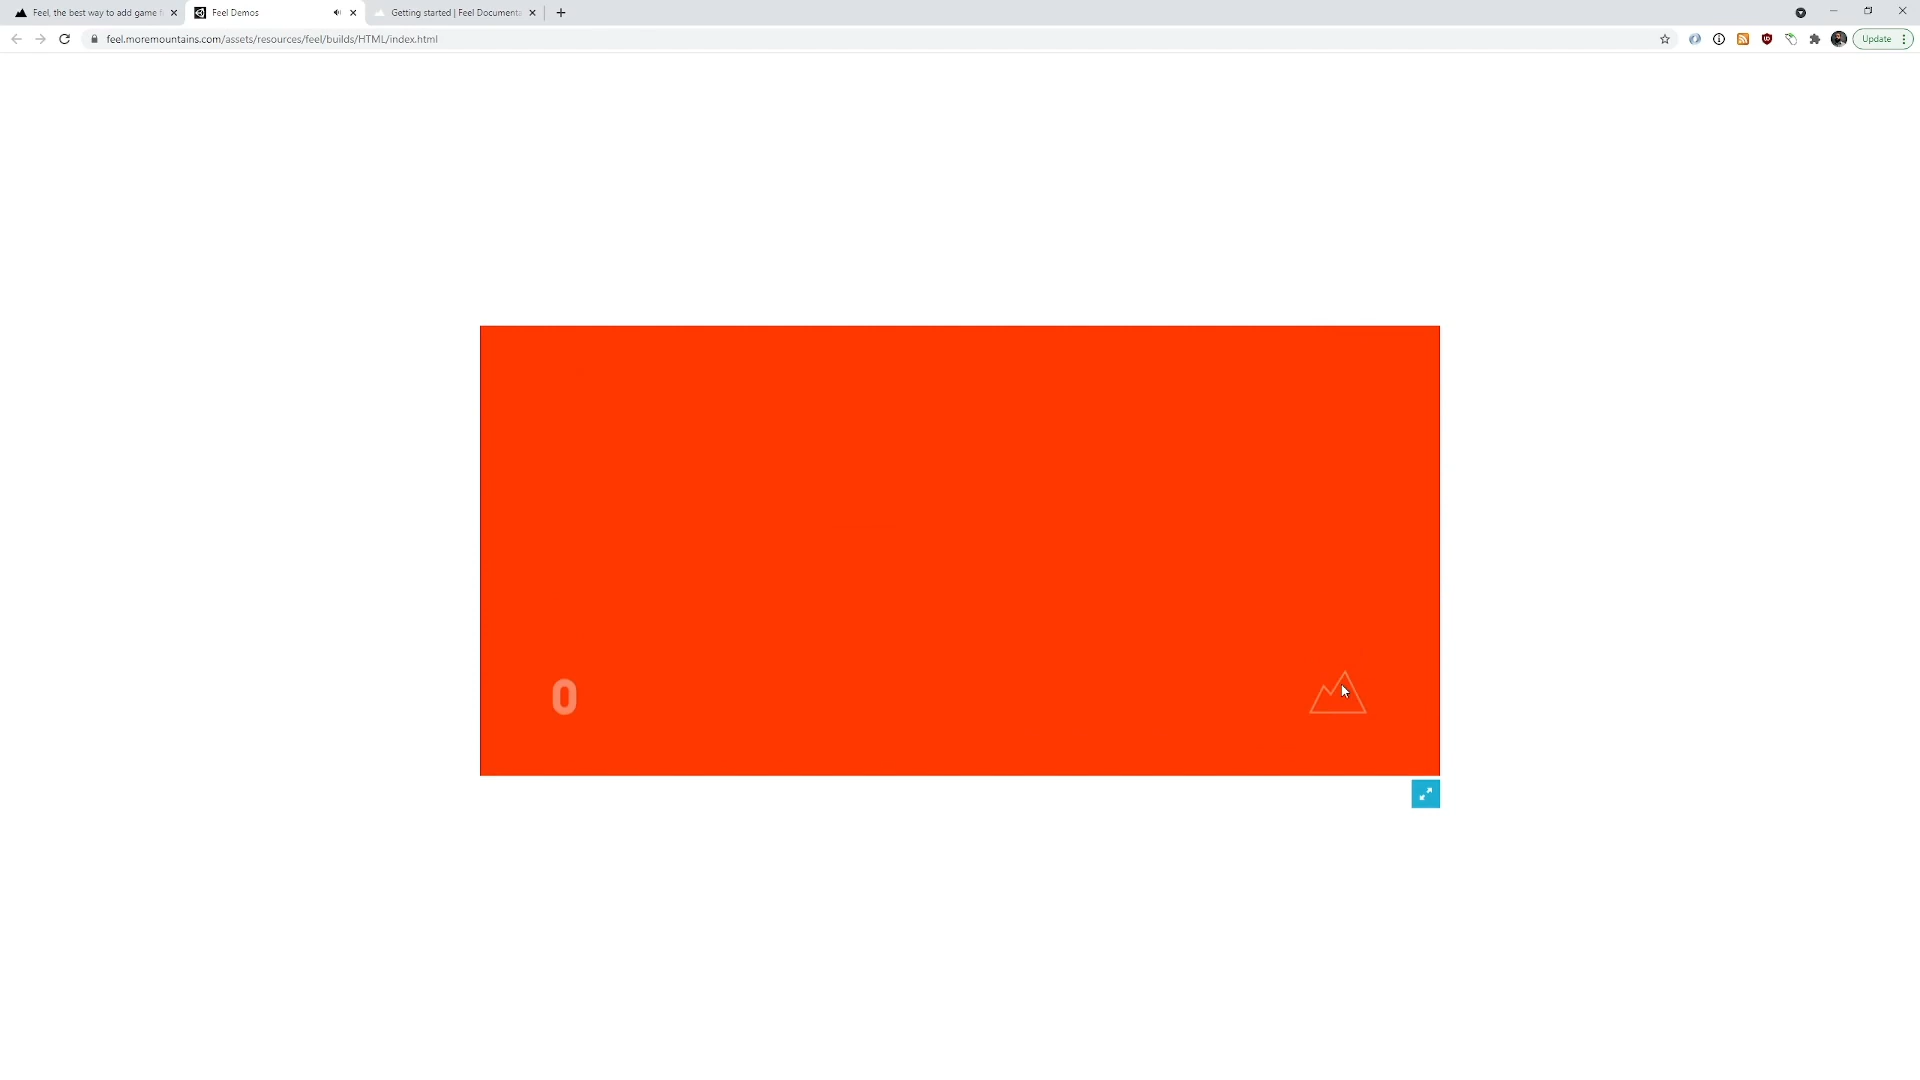 Feel, the best way to add game f
Feel Demos
Getting started | Feel Documenta
feel.moremountains.com/assets/resources/feel/builds/HTML/index.html
Update
0